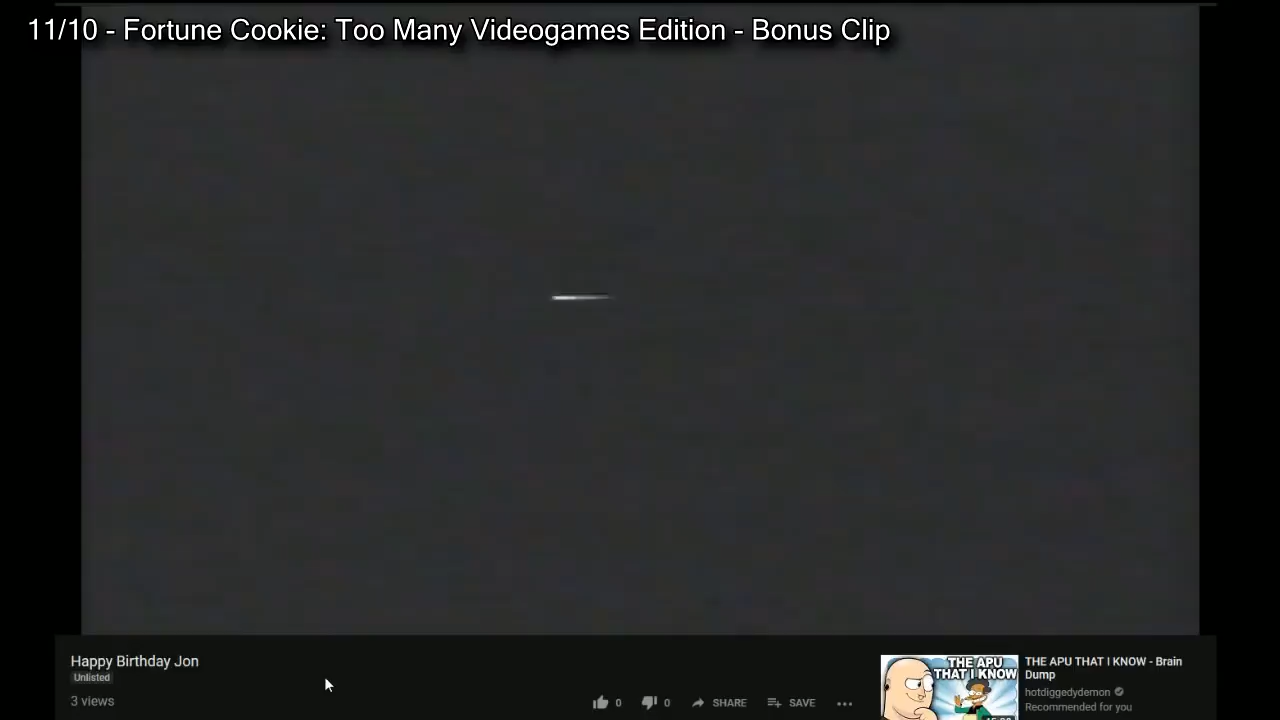 11/10 - Fortune Cookie: Too Many Videogames Edition - Bonus Clip
Happy Birthday Jon
Unlisted
3 views
0
0
SHARE
SAVE
THE APU
THAT I KNOW
THE APU THAT I KNOW - Brain
Dump
hotdiggedydemon
Recommended for you